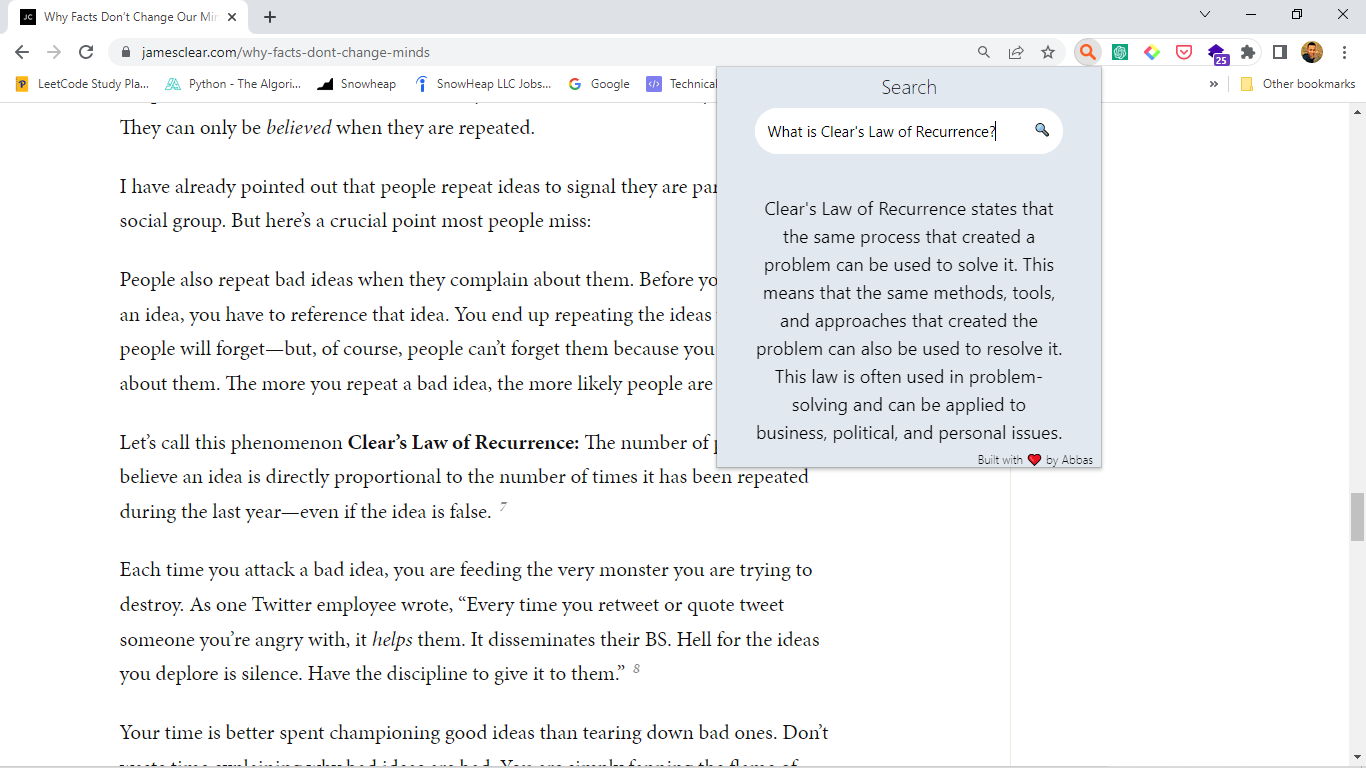 Why Facts Don't Change Our Mi
jamesclear.com/why-facts-dont-change-minds
25
LeetCode Study Pla...
Python - The Algori...
Snowheap
SnowHeap LLC Jobs...
Google
Technical
»
Other bookmarks
They can only be believed when they are repeated.
I have already pointed out that people repeat ideas to signal they are
social group. But here's a crucial point most people miss:
People also repeat bad ideas when they complain about them. Before
an idea, you have to reference that idea. You end up repeating the ideas
people will forget—but, of course, people can't forget them because you
about them. The more you repeat a bad idea, the more likely people are
Let's call this phenomenon Clear's Law of Recurrence: The number of
believe an idea is directly proportional to the number of times it has been repeated
during the last year—even if the idea is false. 7
Each time you attack a bad idea, you are feeding the very monster you are trying to
destroy. As one Twitter employee wrote, “Every time you retweet or quote tweet
someone you're angry with, it helps them. It disseminates their BS. Hell for the ideas
you deplore is silence. Have the discipline to give it to them.” 8
Your time is better spent championing good ideas than tearing down bad ones. Don't
Search
What is Clear's Law of Recurrence?
Clear's Law of Recurrence states that
the same process that created a
problem can be used to solve it. This
means that the same methods, tools,
and approaches that created the
problem can also be used to resolve it.
This law is often used in problem-
solving and can be applied to
business, political, and personal issues.
Built with ❤ by Abbas